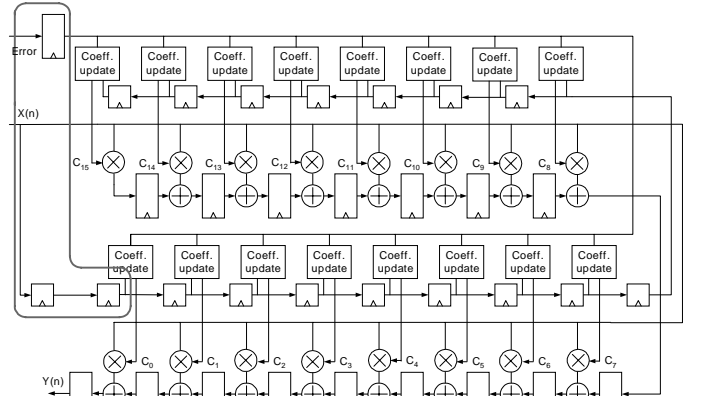 Error
Coeff. update
Coeff. update
Coeff. update
Coeff. update
Coeff. update
Coeff. update
Coeff. update
Coeff. update
X(n)
C15
C14
C13
C12
C11
C10
C9
C8
Coeff. update
Coeff. update
Coeff. update
Coeff. update
Coeff. update
Coeff. update
Coeff. update
Coeff. update
C0
C1
C2
C3
C4
C5
C6
C7
Y(n)